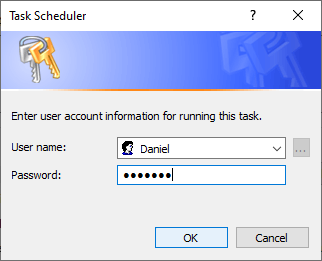 Task Scheduler
Enter user account information for running this task.
User name: Daniel ...
Password: •••••••
OK Cancel